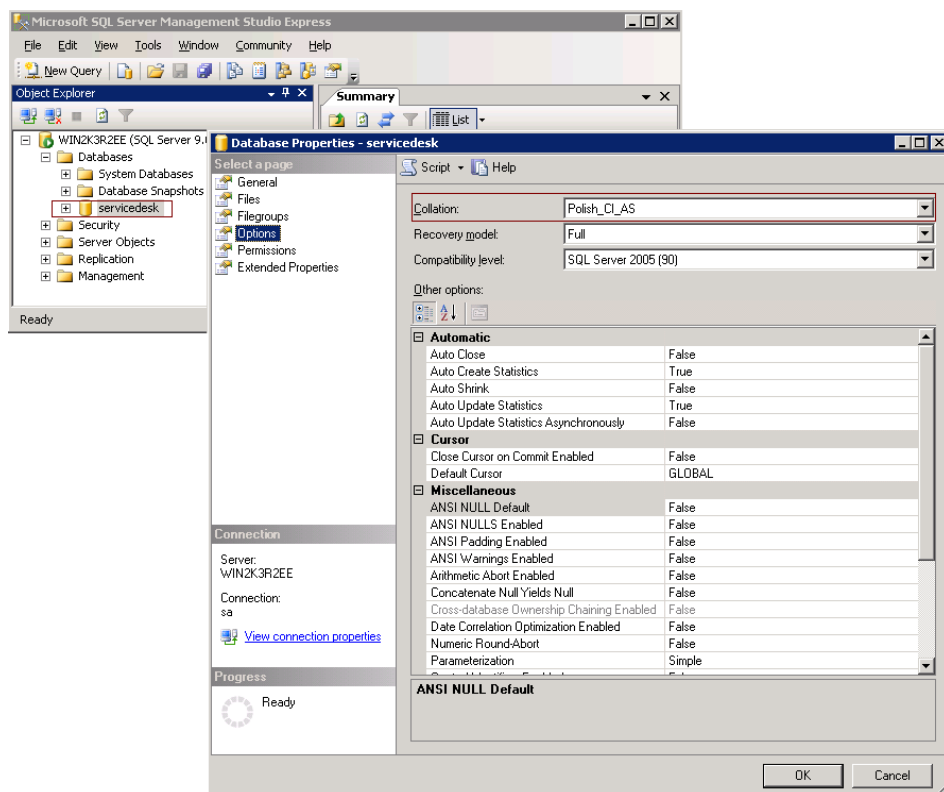 Microsoft SQL Server Management Studio Express
File Edit View Tools Window Community Help
New Query
Object Explorer
Summary
List
WIN2K3R2EE (SQL Server 9.
Databases
System Databases
Database Snapshots
servicedesk
Security
Server Objects
Replication
Management
Ready
Database Properties - servicedesk
Select a page
General
Files
Filegroups
Options
Permissions
Extended Properties
Connection
Server:
WIN2K3R2EE
Connection:
sa
View connection properties
Progress
Ready
Script Help
Collation: Polish_CI_AS
Recovery model: Full
Compatibility level: SQL Server 2005 (90)
Other options:
Automatic
Auto Close False
Auto Create Statistics True
Auto Shrink False
Auto Update Statistics True
Auto Update Statistics Asynchronously False
Cursor
Close Cursor on Commit Enabled False
Default Cursor GLOBAL
Miscellaneous
ANSI NULL Default False
ANSI NULLS Enabled False
ANSI Padding Enabled False
ANSI Warnings Enabled False
Arithmetic Abort Enabled False
Concatenate Null Yields Null False
Cross-database Ownership Chaining Enabled False
Date Correlation Optimization Enabled False
Numeric Round-Abort False
Parameterization Simple
ANSI NULL Default
OK Cancel